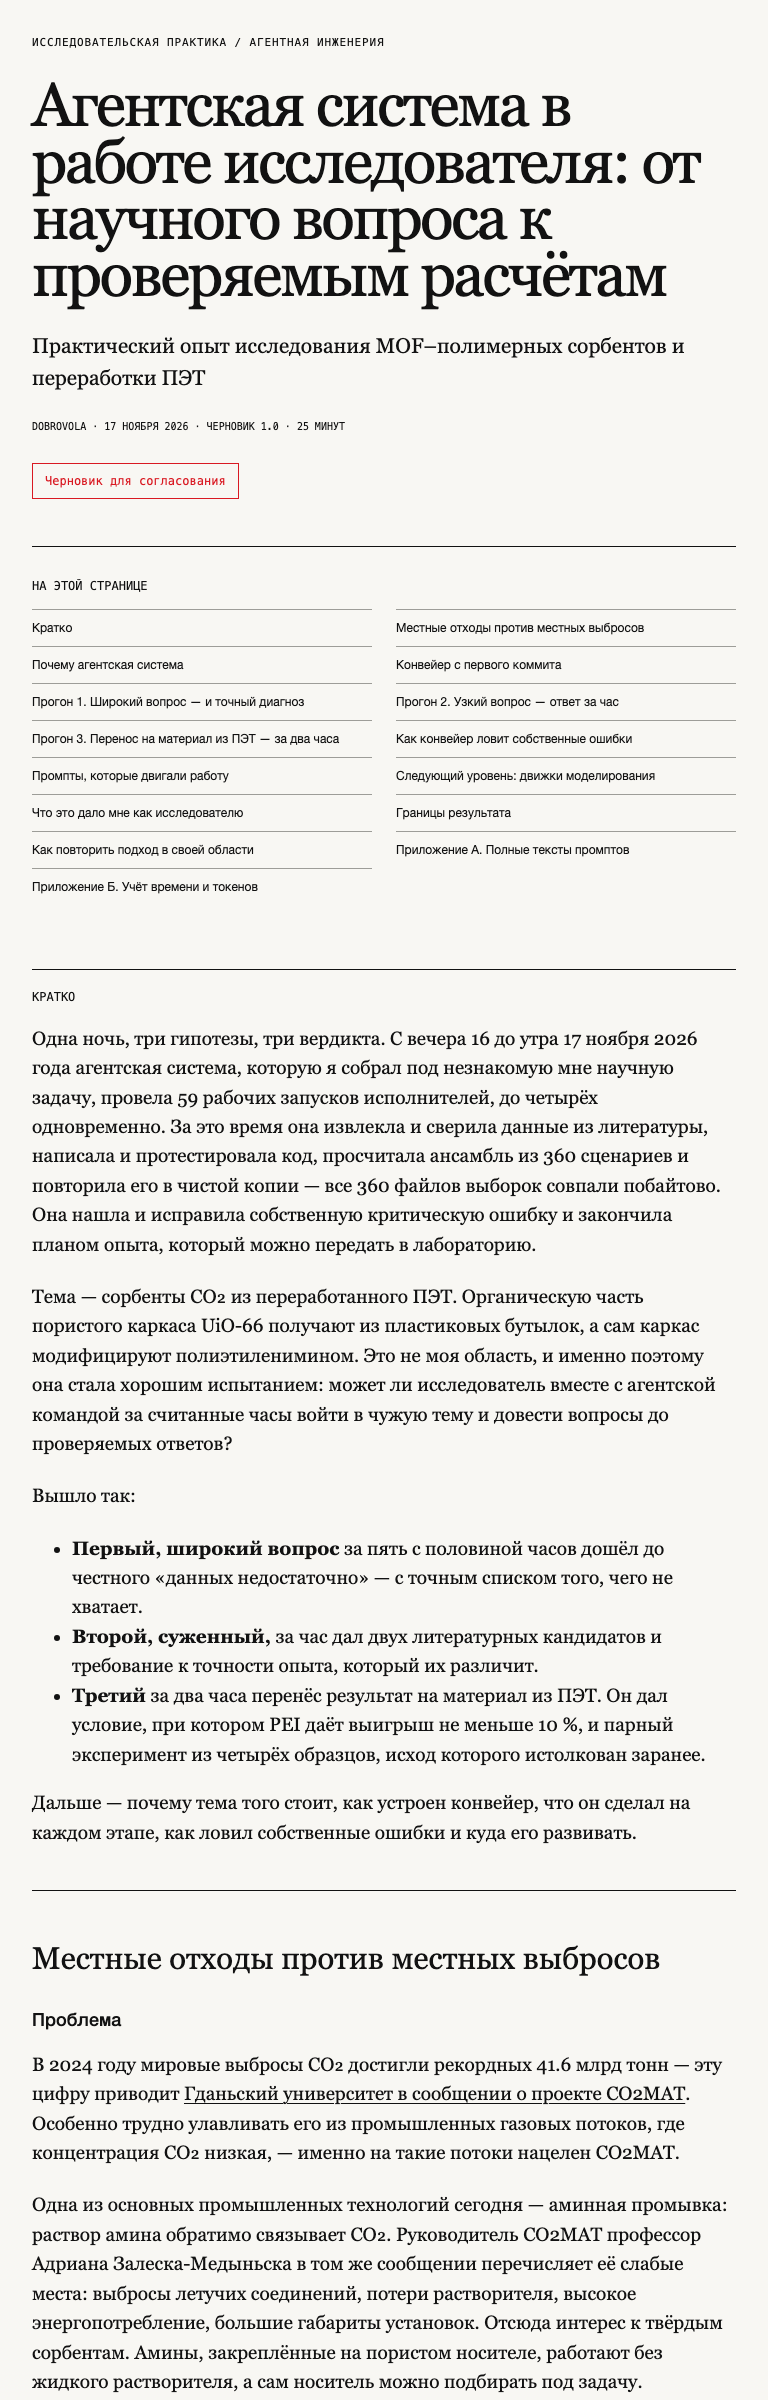 ИССЛЕДОВАТЕЛЬСКАЯ ПРАКТИКА / АГЕНТНАЯ ИНЖЕНЕРИЯ
Агентская система в
работе исследователя: от
научного вопроса к
проверяемым расчётам
Практический опыт исследования MOF–полимерных сорбентов и
переработки ПЭТ
DOBROVOLA · 17 НОЯБРЯ 2026 · ЧЕРНОВИК 1.0 · 25 МИНУТ
Черновик для согласования
НА ЭТОЙ СТРАНИЦЕ
Кратко
Местные отходы против местных выбросов
Почему агентская система
Конвейер с первого коммита
Прогон 1. Широкий вопрос — и точный диагноз
Прогон 2. Узкий вопрос — ответ за час
Прогон 3. Перенос на материал из ПЭТ — за два часа
Как конвейер ловит собственные ошибки
Промпты, которые двигали работу
Следующий уровень: движки моделирования
Что это дало мне как исследователю
Границы результата
Как повторить подход в своей области
Приложение А. Полные тексты промптов
Приложение Б. Учёт времени и токенов
КРАТКО
Одна ночь, три гипотезы, три вердикта. С вечера 16 до утра 17 ноября 2026
года агентская система, которую я собрал под незнакомую мне научную
задачу, провела 59 рабочих запусков исполнителей, до четырёх
одновременно. За это время она извлекла и сверила данные из литературы,
написала и протестировала код, просчитала ансамбль из 360 сценариев и
повторила его в чистой копии — все 360 файлов выборок совпали побайтово.
Она нашла и исправила собственную критическую ошибку и закончила
планом опыта, который можно передать в лабораторию.
Тема — сорбенты CO₂ из переработанного ПЭТ. Органическую часть
пористого каркаса UiO-66 получают из пластиковых бутылок, а сам каркас
модифицируют полиэтиленимином. Это не моя область, и именно поэтому
она стала хорошим испытанием: может ли исследователь вместе с агентской
командой за считанные часы войти в чужую тему и довести вопросы до
проверяемых ответов?
Вышло так:
• Первый, широкий вопрос за пять с половиной часов дошёл до
честного «данных недостаточно» — с точным списком того, чего не
хватает.
• Второй, суженный, за час дал двух литературных кандидатов и
требование к точности опыта, который их различит.
• Третий за два часа перенёс результат на материал из ПЭТ. Он дал
условие, при котором PEI даёт выигрыш не меньше 10 %, и парный
эксперимент из четырёх образцов, исход которого истолкован заранее.
Дальше — почему тема того стоит, как устроен конвейер, что он сделал на
каждом этапе, как ловил собственные ошибки и куда его развивать.
Местные отходы против местных выбросов
Проблема
В 2024 году мировые выбросы CO₂ достигли рекордных 41.6 млрд тонн — эту
цифру приводит Гданьский университет в сообщении о проекте CO2MAT.
Особенно трудно улавливать его из промышленных газовых потоков, где
концентрация CO₂ низкая, — именно на такие потоки нацелен CO2MAT.
Одна из основных промышленных технологий сегодня — аминная промывка:
раствор амина обратимо связывает CO₂. Руководитель CO2MAT профессор
Адриана Залеска-Медыньска в том же сообщении перечисляет её слабые
места: выбросы летучих соединений, потери растворителя, высокое
энергопотребление, большие габариты установок. Отсюда интерес к твёрдым
сорбентам. Амины, закреплённые на пористом носителе, работают без
жидкого растворителя, а сам носитель можно подбирать под задачу.